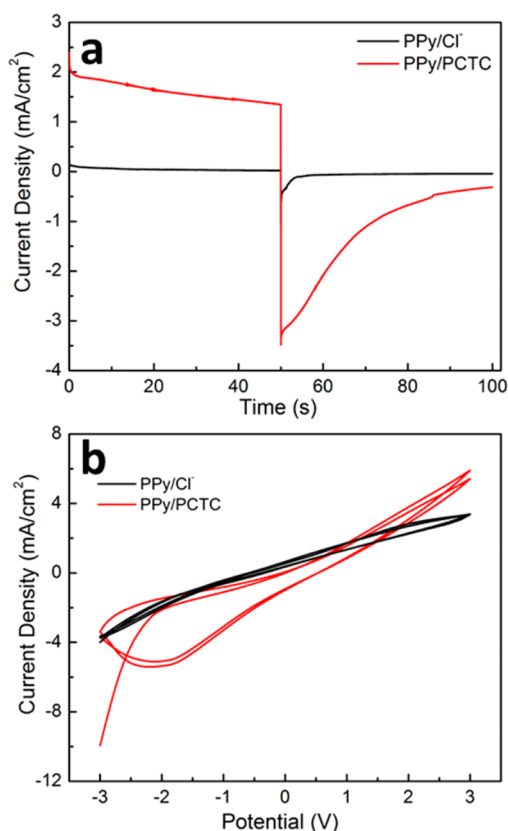 a
PPy/Cl⁻
PPy/PCTC
Current Density (mA/cm²)
3
2
1
0
-1
-2
-3
-4
0 20 40 60 80 100
Time (s)
b
PPy/Cl⁻
PPy/PCTC
Current Density (mA/cm²)
8
4
0
-4
-8
-12
-3 -2 -1 0 1 2 3
Potential (V)